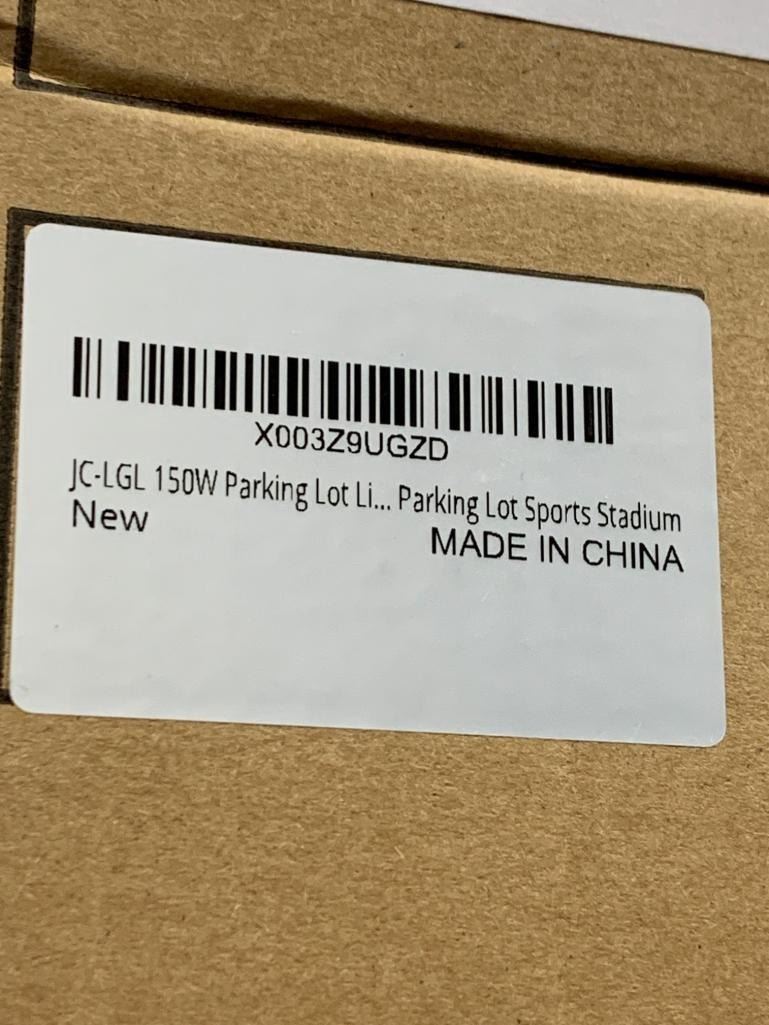 X003Z9UGZD
JC-LGL 150W Parking Lot Li... Parking Lot Sports Stadium
New
MADE IN CHINA